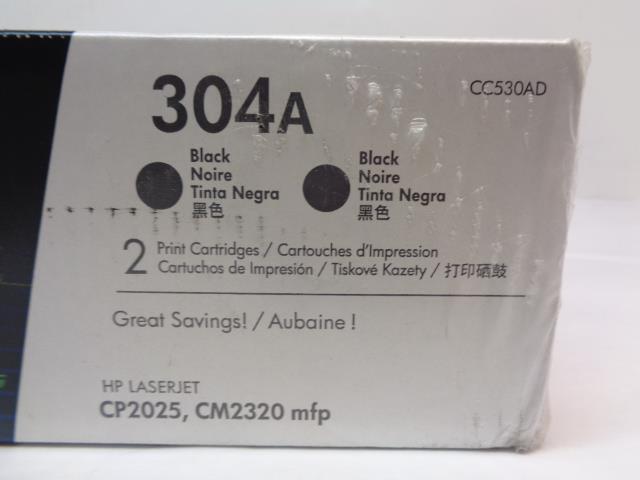 304A
CC530AD
Black
Noire
Tinta Negra
黑色
Black
Noire
Tinta Negra
黑色
2 Print Cartridges / Cartouches d'Impression
Cartuchos de Impresión / Tiskové Kazety / 打印硒鼓
Great Savings! / Aubaine !
HP LASERJET
CP2025, CM2320 mfp